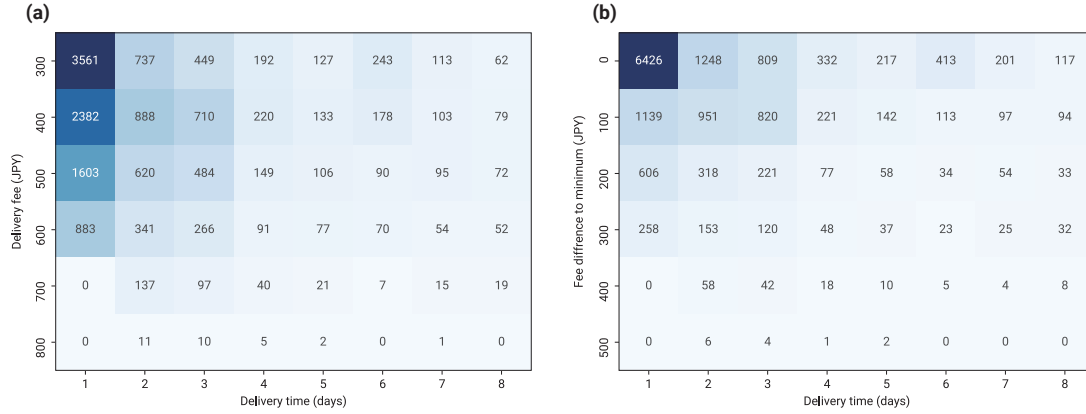 (a)
Delivery fee (JPY)
300 3561 737 449 192 127 243 113 62
400 2382 888 710 220 133 178 103 79
500 1603 620 484 149 106 90 95 72
600 883 341 266 91 77 70 54 52
700 0 137 97 40 21 7 15 19
800 0 11 10 5 2 0 1 0
1 2 3 4 5 6 7 8
Delivery time (days)
(b)
Fee diffrence to minimum (JPY)
0 6426 1248 809 332 217 413 201 117
100 1139 951 820 221 142 113 97 94
200 606 318 221 77 58 34 54 33
300 258 153 120 48 37 23 25 32
400 0 58 42 18 10 5 4 8
500 0 6 4 1 2 0 0 0
1 2 3 4 5 6 7 8
Delivery time (days)